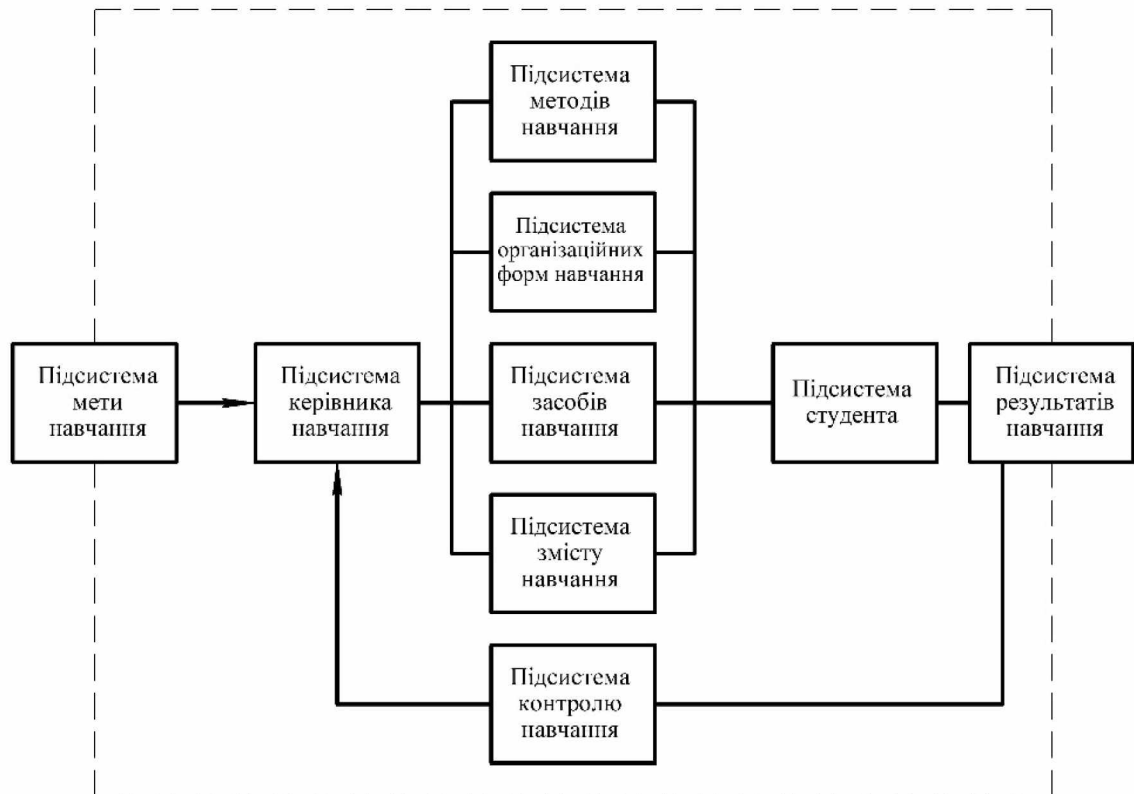 Підсистема
методів
навчання
Підсистема
організаційних
форм навчання
Підсистема
мети
навчання
Підсистема
керівника
навчання
Підсистема
засобів
навчання
Підсистема
студента
Підсистема
результатів
навчання
Підсистема
змісту
навчання
Підсистема
контролю
навчання